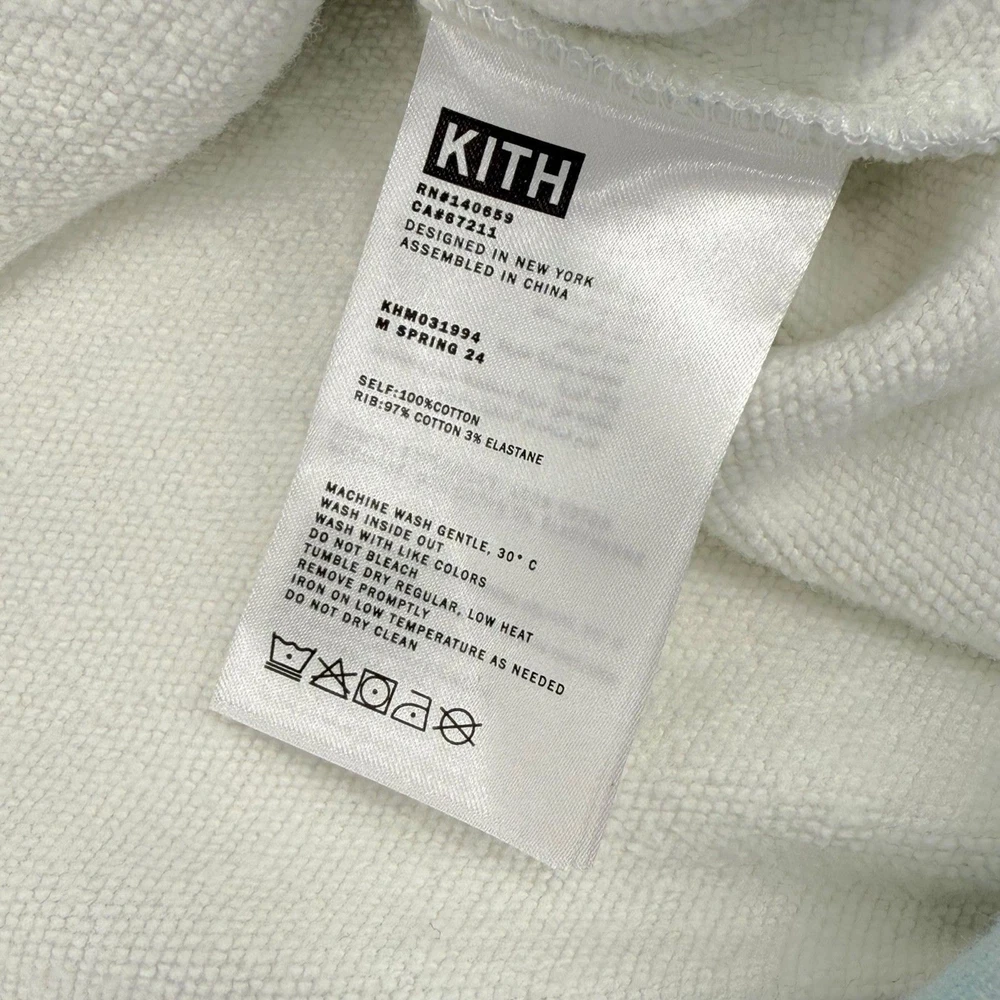 KITH
RN#140659
CA#67211
DESIGNED IN NEW YORK
ASSEMBLED IN CHINA
KHM031994
M SPRING 24
SELF:100%COTTON
RIB:97% COTTON 3% ELASTANE
MACHINE WASH GENTLE, 30° C
WASH INSIDE OUT
WASH WITH LIKE COLORS
DO NOT BLEACH
TUMBLE DRY REGULAR, LOW HEAT
REMOVE PROMPTLY
IRON ON LOW TEMPERATURE AS NEEDED
DO NOT DRY CLEAN